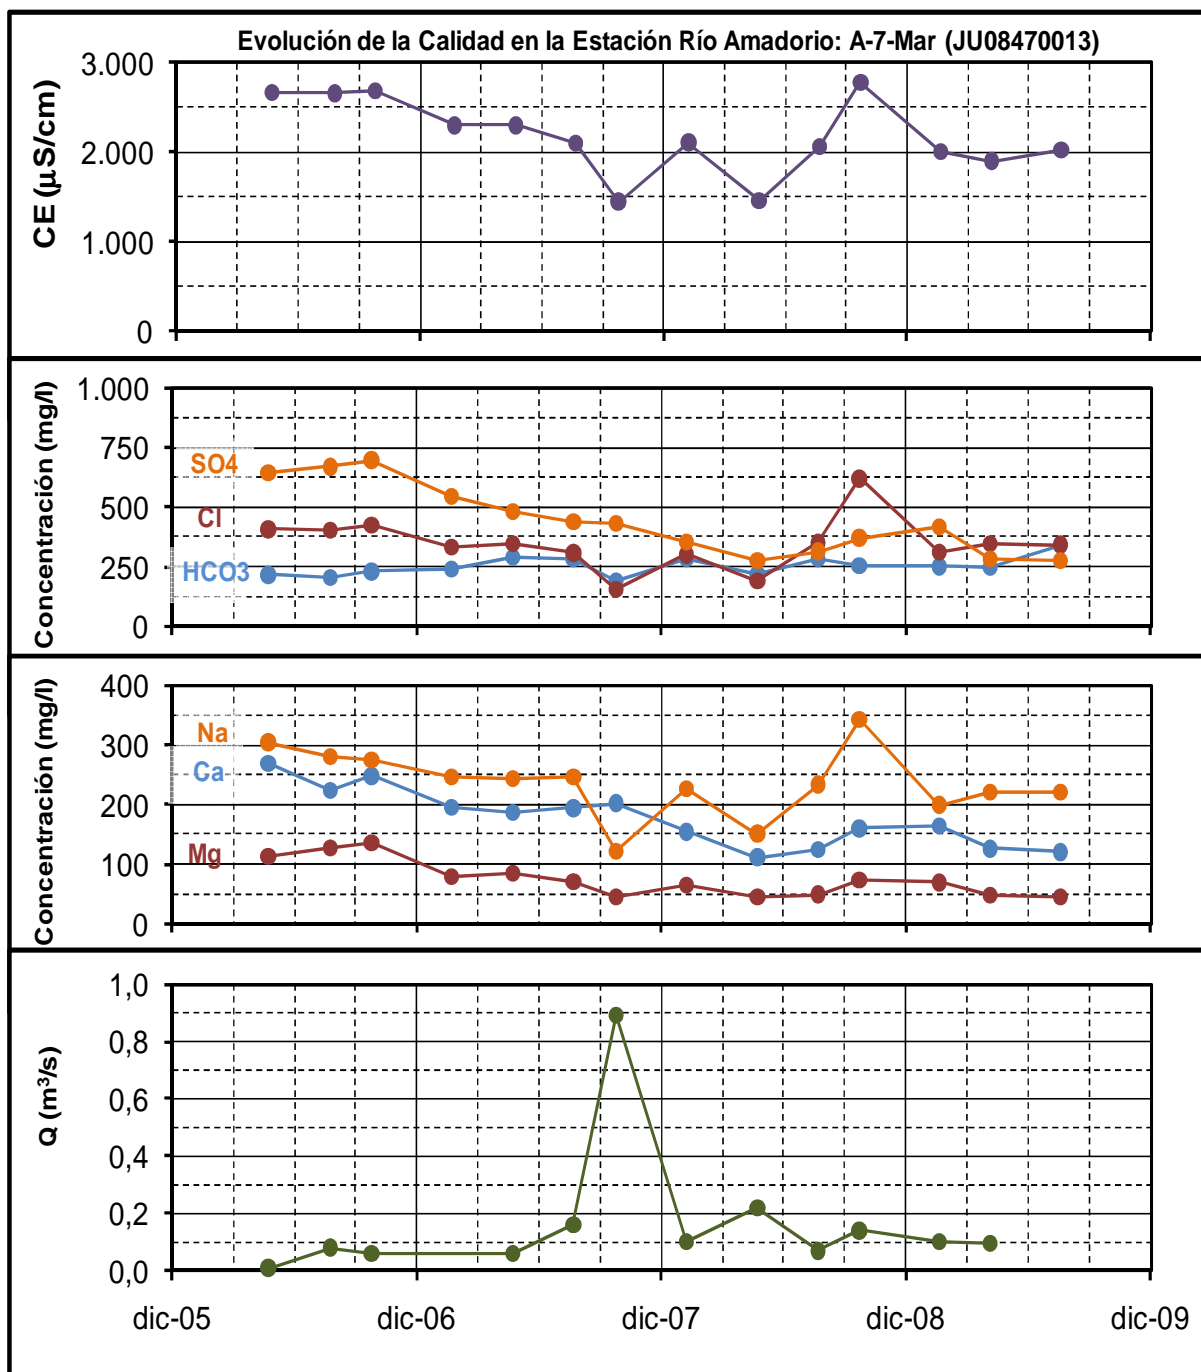 Evolución de la Calidad en la Estación Río Amadorio: A-7-Mar (JU08470013)
CE (µS/cm)
3.000
2.000
1.000
0
Concentración (mg/l)
1.000
750
500
250
0
SO4
Cl
HCO3
Concentración (mg/l)
400
300
200
100
0
Na
Ca
Mg
Q (m³/s)
1,0
0,8
0,6
0,4
0,2
0,0
dic-05 dic-06 dic-07 dic-08 dic-09